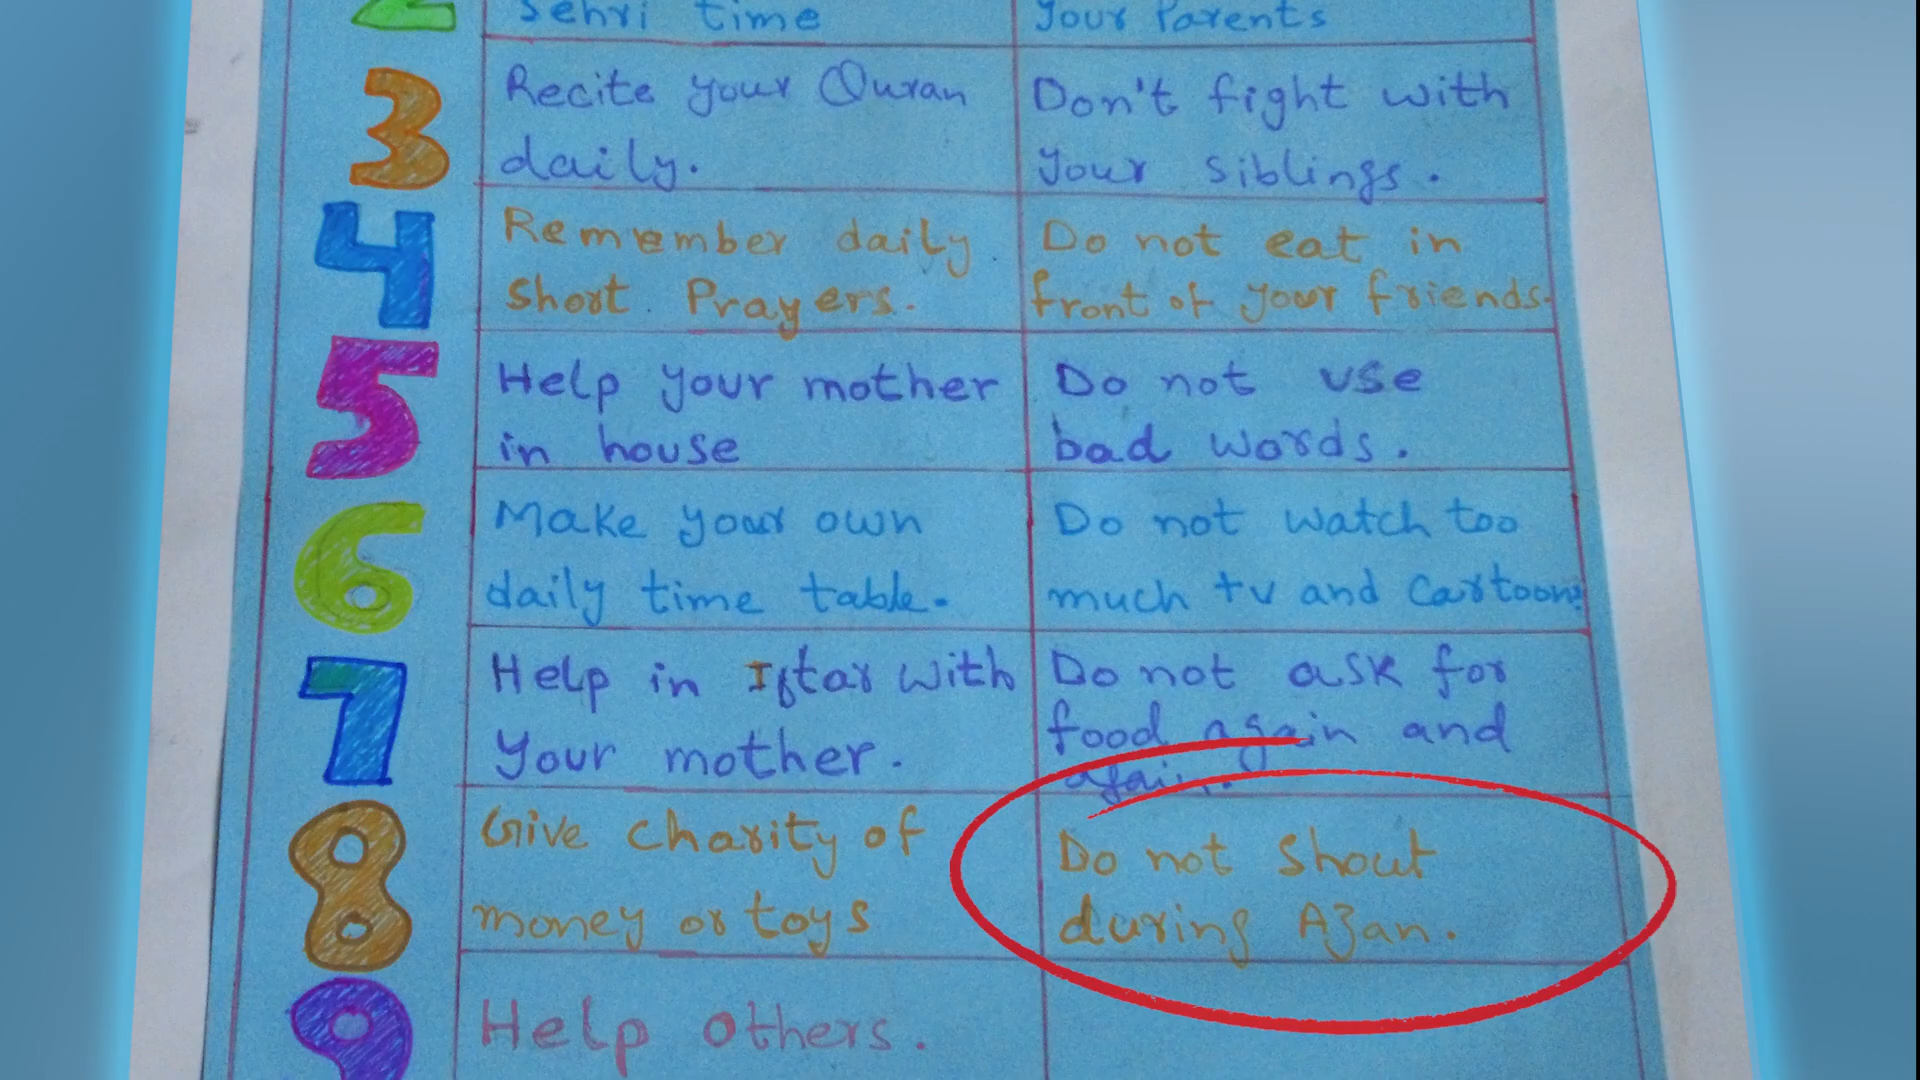 2
Sehri time
Your Parents
3
Recite your Quran
daily.
Don't fight with
your siblings.
4
Remember daily
short. Prayers.
Do not eat in
front of your friends.
5
Help your mother
in house
Do not use
bad words.
6
Make your own
daily time table.
Do not watch too
much tv and cartoons
7
Help in Iftar with
your mother.
Do not ask for
food again and
again.
8
Give charity of
money or toys
Do not shout
during Azan.
9
Help others.